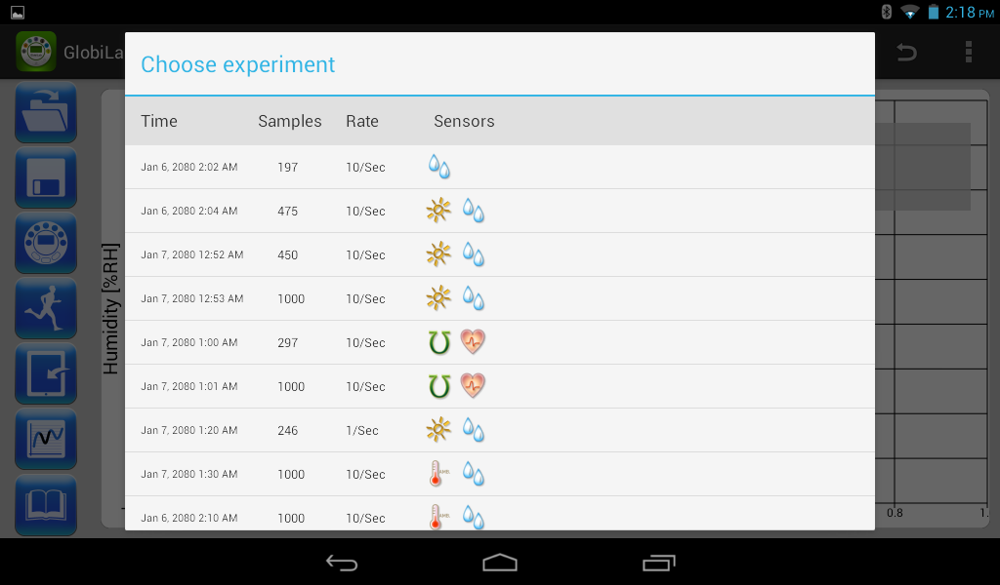 2:18 PM
GlobiLa
Choose experiment
Time Samples Rate Sensors
Jan 6, 2080 2:02 AM 197 10/Sec
Jan 6, 2080 2:04 AM 475 10/Sec
Jan 7, 2080 12:52 AM 450 10/Sec
Jan 7, 2080 12:53 AM 1000 10/Sec
Jan 7, 2080 1:00 AM 297 10/Sec
Jan 7, 2080 1:01 AM 1000 10/Sec
Jan 7, 2080 1:20 AM 246 1/Sec
Jan 7, 2080 1:30 AM 1000 10/Sec
AMB.
Jan 6, 2080 2:10 AM 1000 10/Sec
AMB.
Humidity [%RH]
0.8 1.